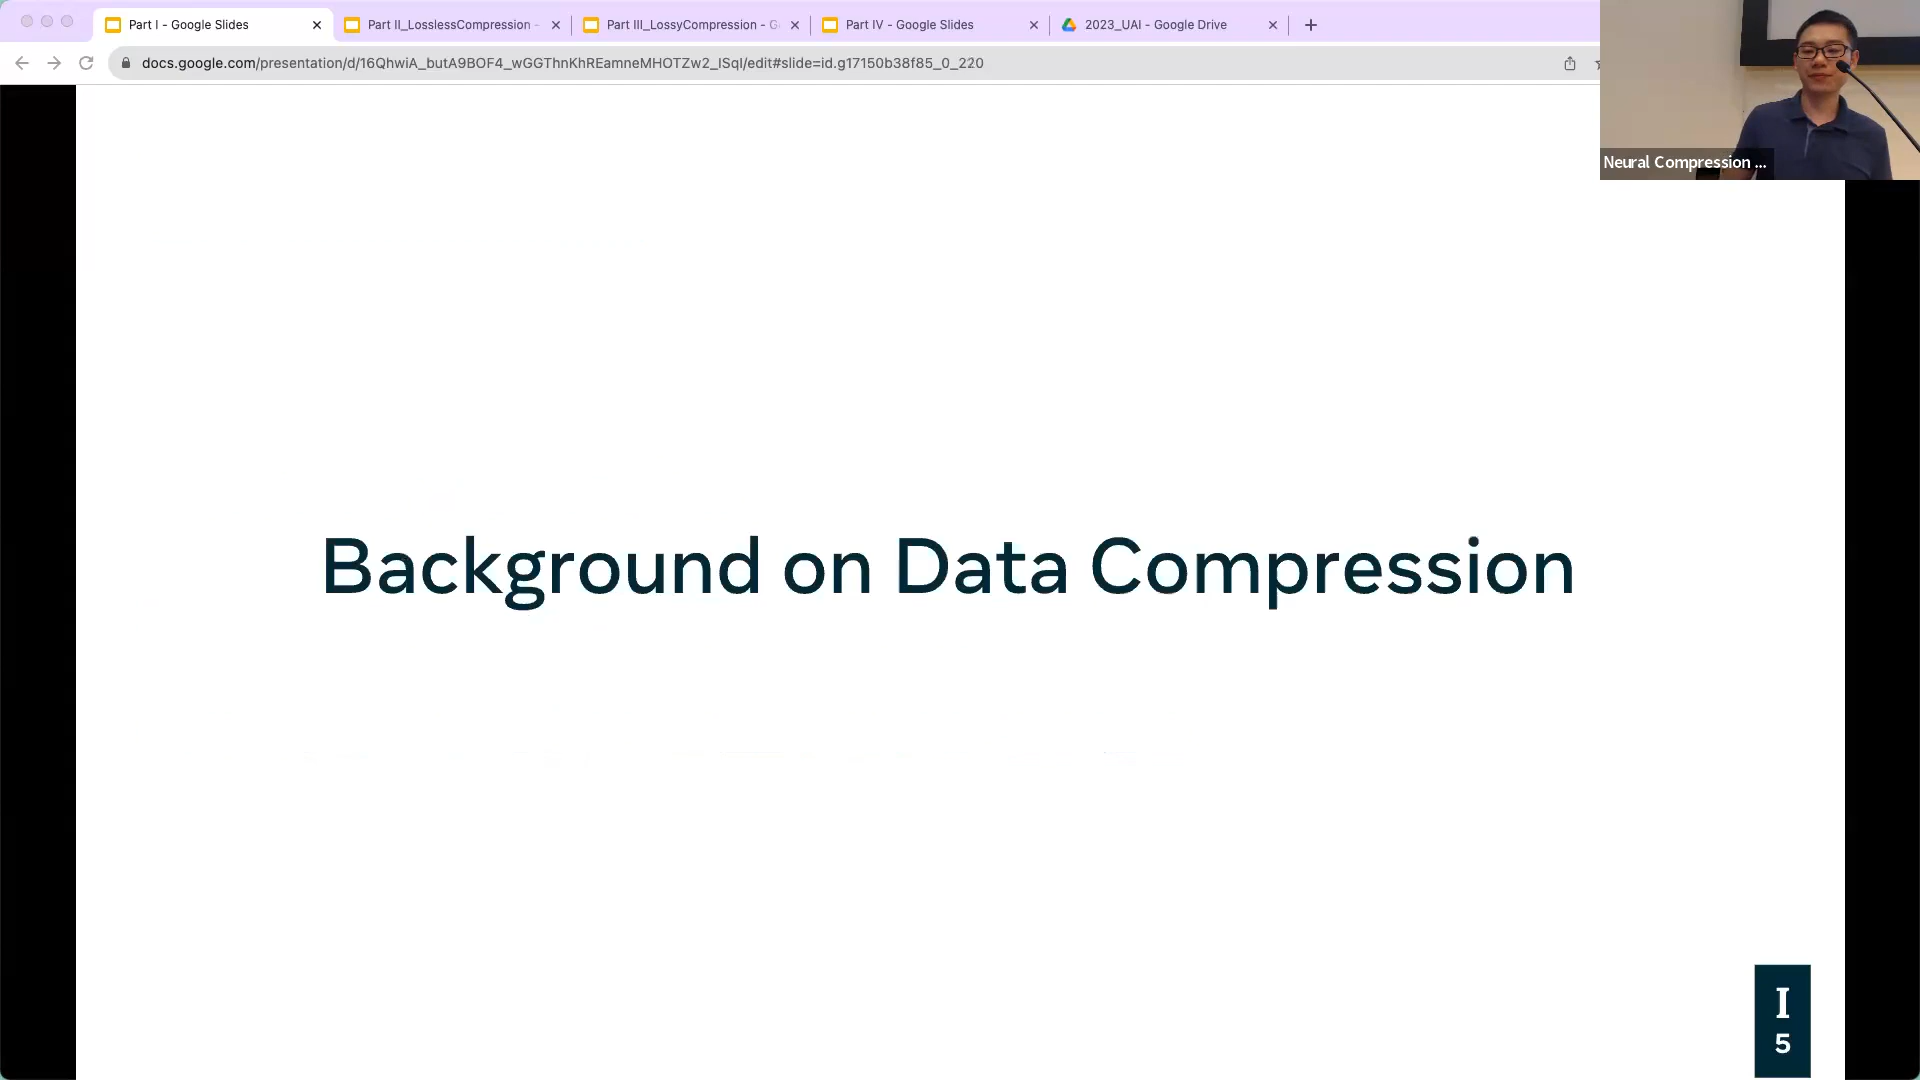 Part I - Google Slides
Part II_LosslessCompression -
Part III_LossyCompression - G
Part IV - Google Slides
2023_UAI - Google Drive
docs.google.com/presentation/d/16QhwiA_butA9BOF4_wGGThnKhREamneMHOTZw2_ISqI/edit#slide=id.g17150b38f85_0_220
Neural Compression ...
Background on Data Compression
I
5